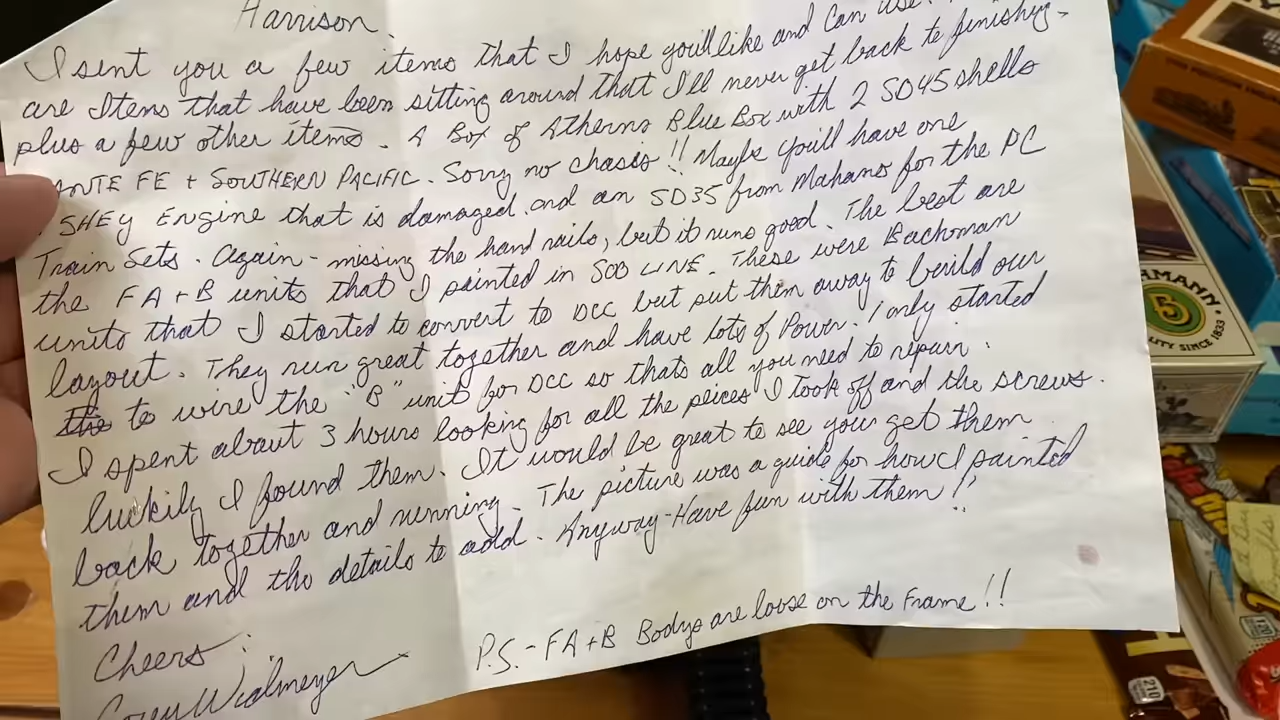 Harrison
I sent you a few items that I hope you'll like and can use.
are Items that have been sitting around that I'll never get back to finishing -
plus a few other items. A Box of Atherns Blue Box with 2 SD45 shells
ANTE FE + SOUTHERN PACIFIC. Sorry no chasis!! Maybe you'll have one
SHEY ENGINE that is damaged. and an SD35 from Mahano for the PC
Train Sets. Again - missing the hand rails, but it runs good. The best are
the FA+B units that I painted in SOO LINE. These were Bachman
units that I started to convert to DCC but put them away to build our
layout. They run great together and have lots of Power. I only started
to wire the "B" unit for DCC so thats all you need to repair.
I spent about 3 hours looking for all the peices I took off and the screws.
luckily I found them. It would be great to see you get them
back together and running. The picture was a guide for how I painted
them and the details to add. Anyway - Have fun with them!!
Cheers:
P.S. - FA+B Bodys are loose on the Frame!!
AMANN
5
ITY SINCE 1833
210